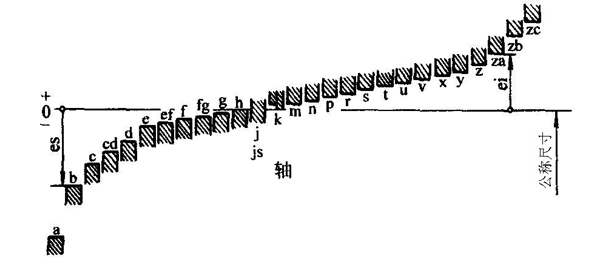 zc
zb
za
z
y
x
v
u
t
s
r
p
n
m
k
j
js
h
g
fg
f
ef
e
d
cd
c
b
a
+
0
−
es
ei
轴
公称尺寸